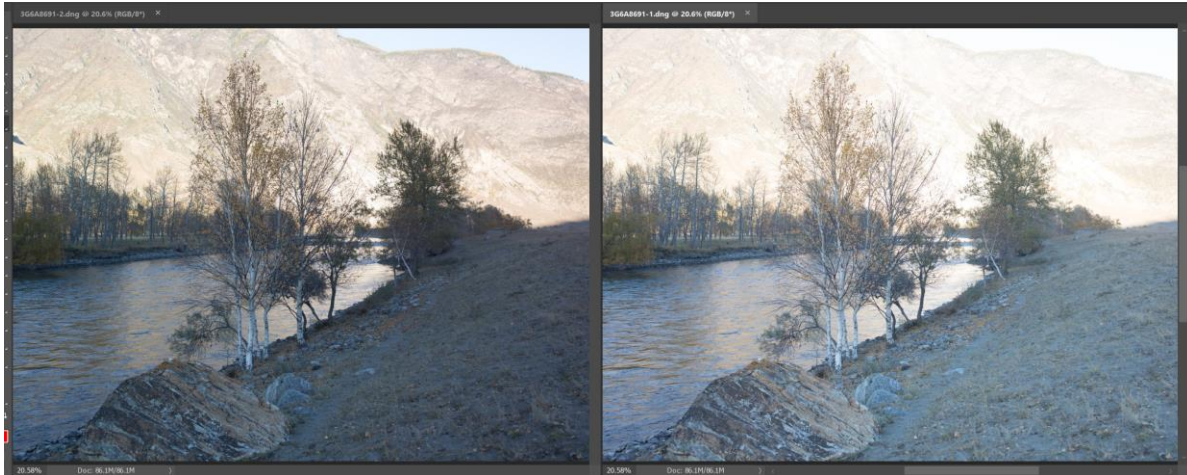 3G6A8691-2.dng @ 20.6% (RGB/8*) ×
3G6A8691-1.dng @ 20.6% (RGB/8*) ×
20.58% Doc: 86.1M/86.1M
20.58% Doc: 86.1M/86.1M